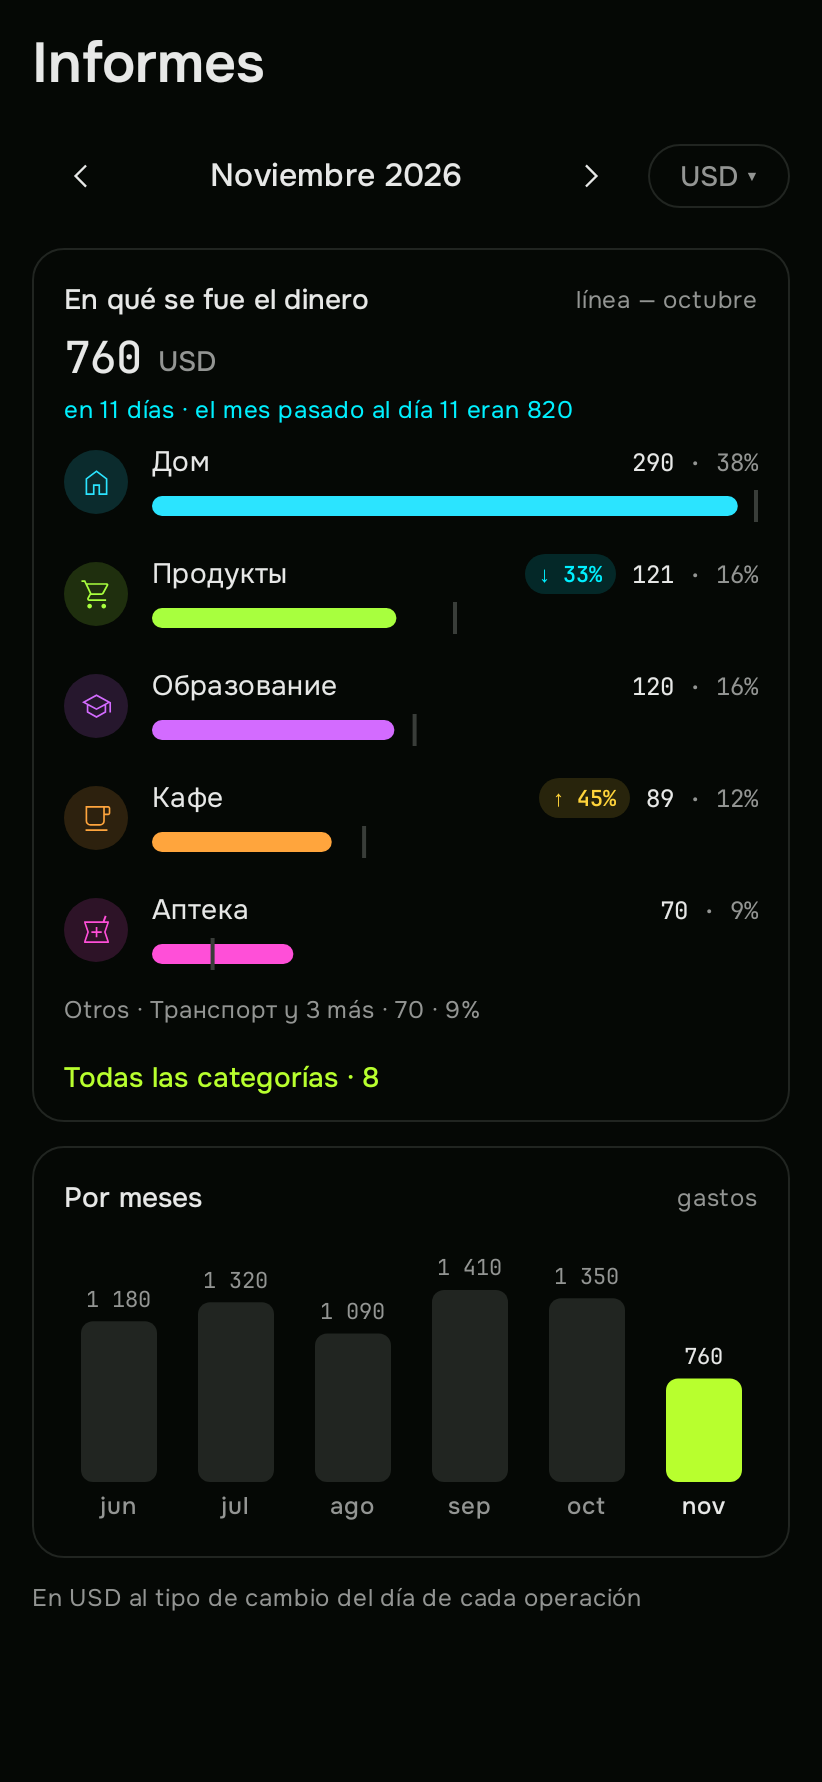 Informes
Noviembre 2026
USD ▾
En qué se fue el dinero
línea — octubre
760 USD
en 11 días · el mes pasado al día 11 eran 820
Дом
290 · 38%
Продукты
↓ 33% 121 · 16%
Образование
120 · 16%
Кафе
↑ 45% 89 · 12%
Аптека
70 · 9%
Otros · Транспорт y 3 más · 70 · 9%
Todas las categorías · 8
Por meses
gastos
1 180
1 320
1 090
1 410
1 350
760
jun
jul
ago
sep
oct
nov
En USD al tipo de cambio del día de cada operación